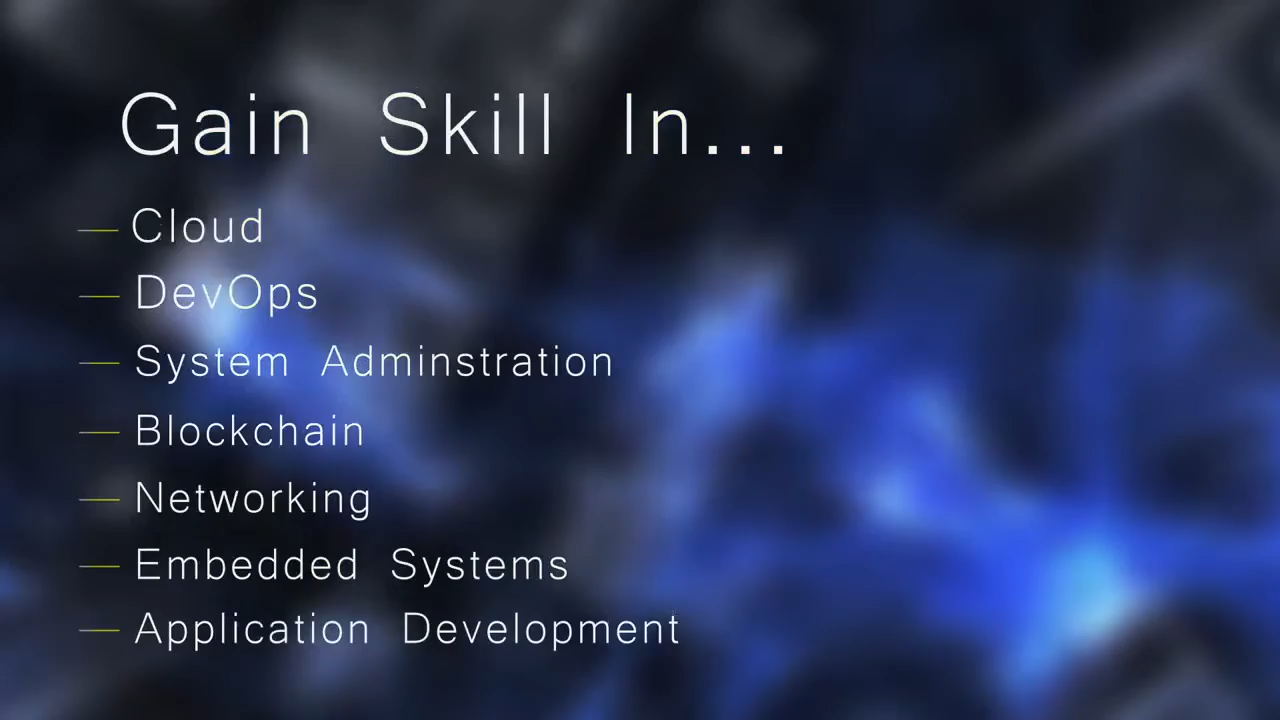 Gain Skill In...
Cloud
DevOps
System Adminstration
Blockchain
Networking
Embedded Systems
Application Development